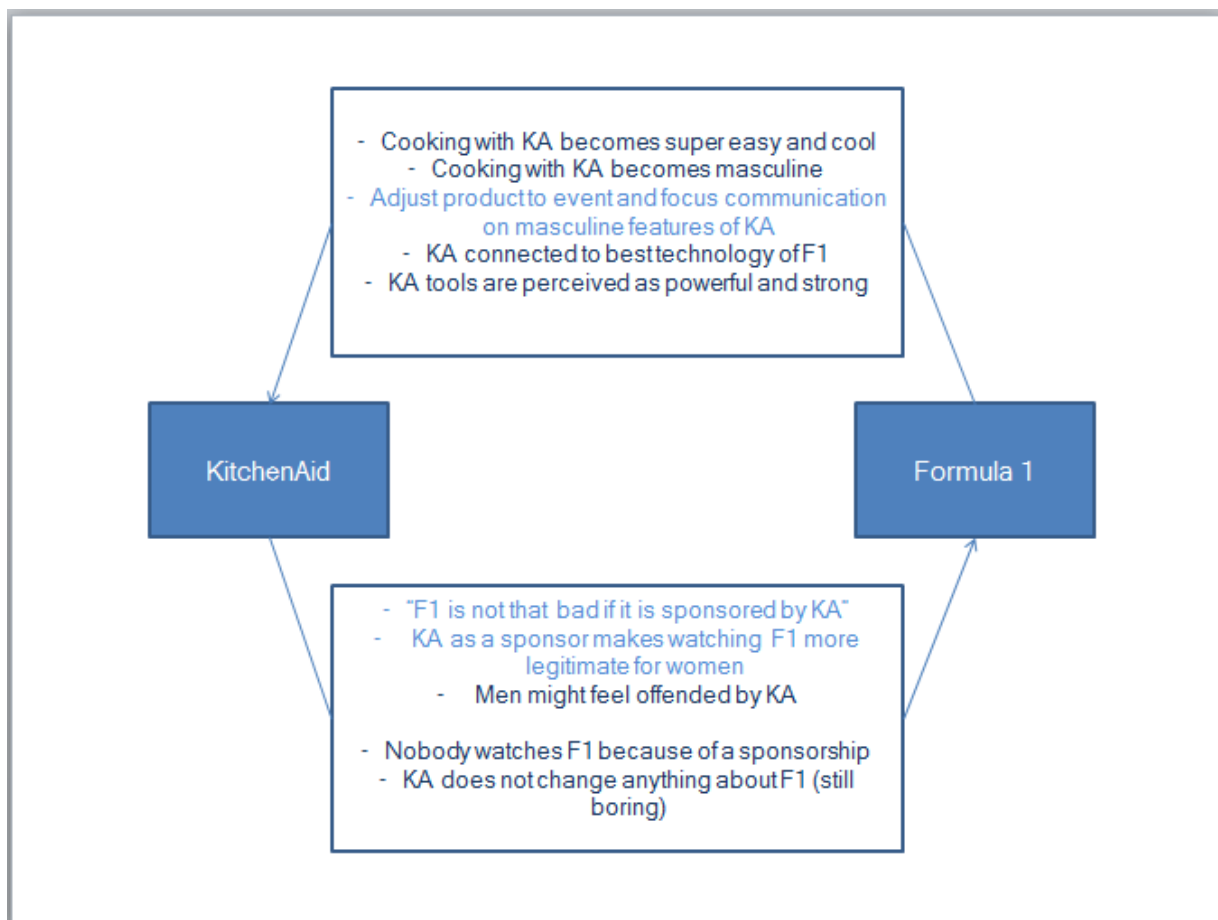 - Cooking with KA becomes super easy and cool
- Cooking with KA becomes masculine
- Adjust product to event and focus communication
on masculine features of KA
- KA connected to best technology of F1
- KA tools are perceived as powerful and strong
KitchenAid
Formula 1
- "F1 is not that bad if it is sponsored by KA"
- KA as a sponsor makes watching F1 more
legitimate for women
- Men might feel offended by KA
- Nobody watches F1 because of a sponsorship
- KA does not change anything about F1 (still
boring)